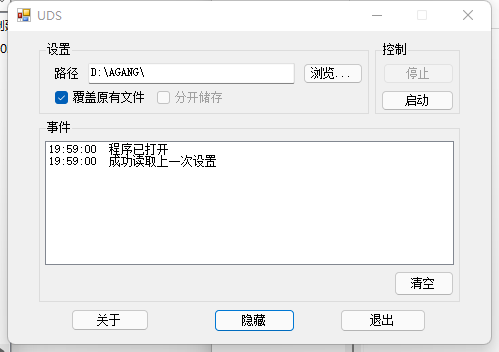 UDS
设置
路径 D:\AGANG\ 浏览...
覆盖原有文件 分开储存
控制
停止
启动
事件
19:59:00 程序已打开
19:59:00 成功读取上一次设置
清空
关于 隐藏 退出